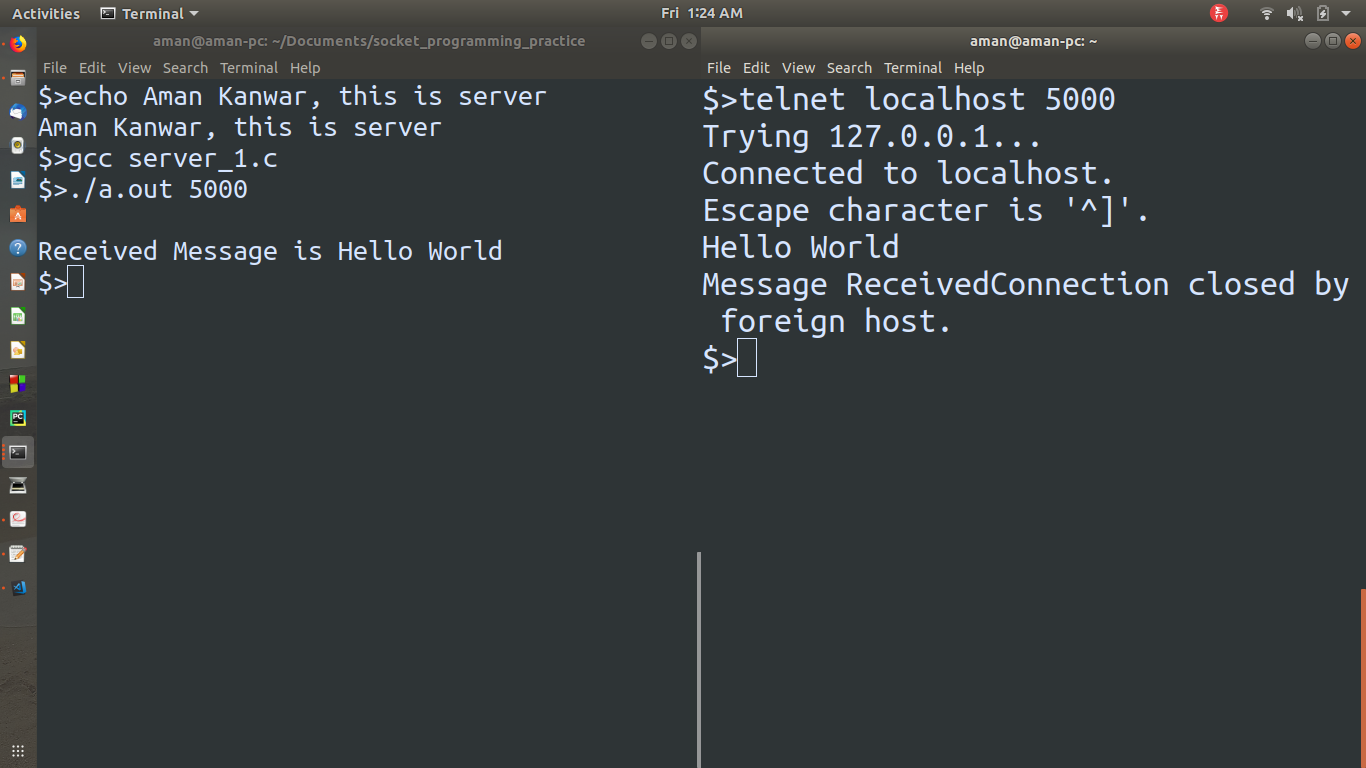 Activities Terminal Fri 1:24 AM
aman@aman-pc: ~/Documents/socket_programming_practice
File Edit View Search Terminal Help
$>echo Aman Kanwar, this is server
Aman Kanwar, this is server
$>gcc server_1.c
$>./a.out 5000
Received Message is Hello World
$>
aman@aman-pc: ~
File Edit View Search Terminal Help
$>telnet localhost 5000
Trying 127.0.0.1...
Connected to localhost.
Escape character is '^]'.
Hello World
Message ReceivedConnection closed by
foreign host.
$>